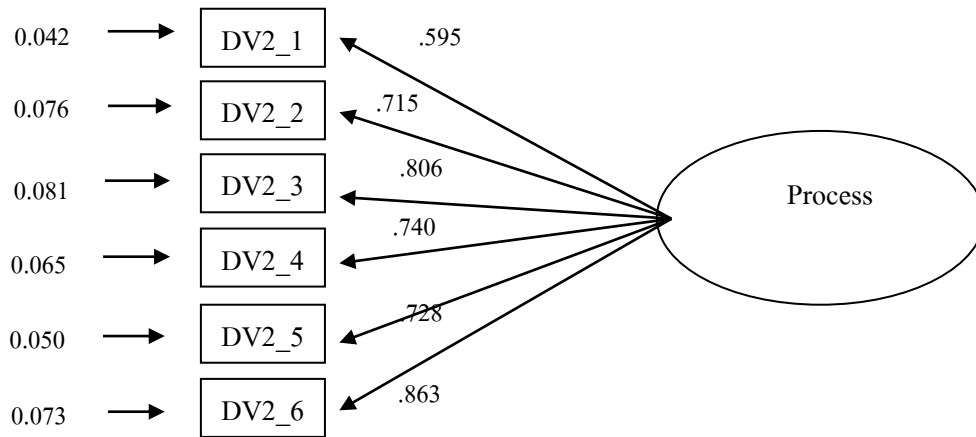 0.042 DV2_1 .595
0.076 DV2_2 .715
0.081 DV2_3 .806
Process
0.065 DV2_4 .740
0.050 DV2_5 .728
0.073 DV2_6 .863